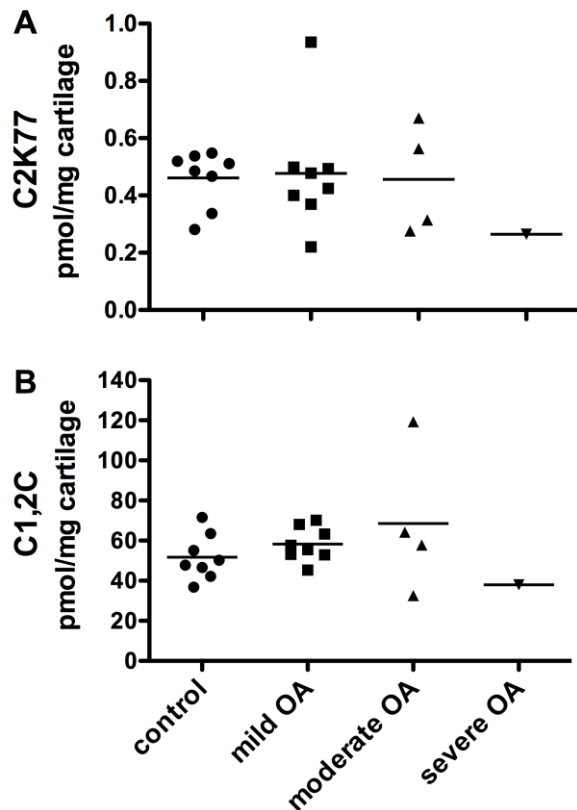 A
C2K77
pmol/mg cartilage
1.0
0.8
0.6
0.4
0.2
0.0
B
C1,2C
pmol/mg cartilage
140
120
100
80
60
40
20
0
control
mild OA
moderate OA
severe OA